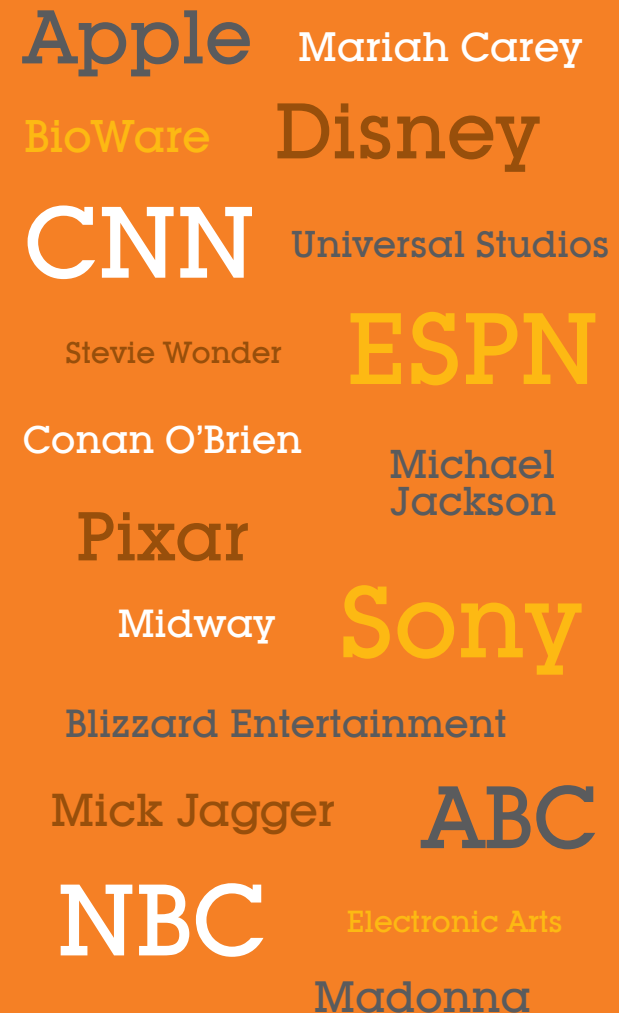 Apple
Mariah Carey
BioWare
Disney
CNN
Universal Studios
ESPN
Stevie Wonder
Conan O’Brien
Michael
Jackson
Pixar
Midway
Sony
Blizzard Entertainment
Mick Jagger
ABC
NBC
Electronic Arts
Madonna